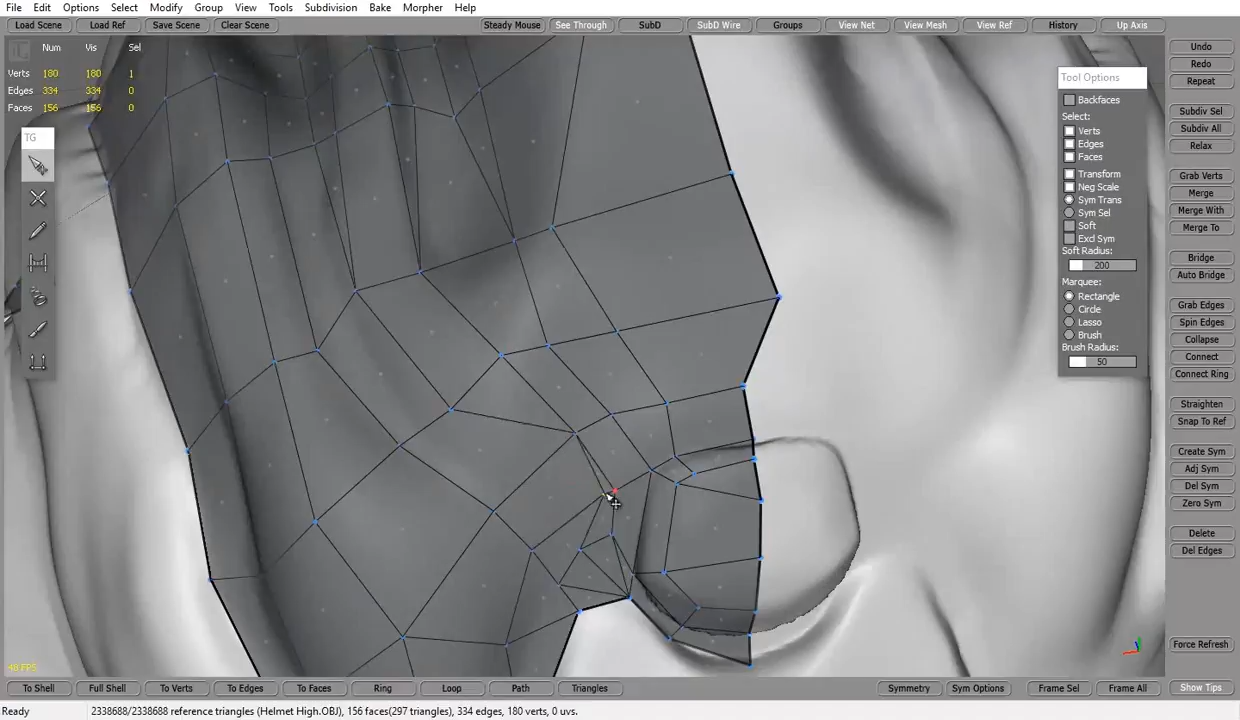 File Edit Options Select Modify Group View Tools Subdivision Bake Morpher Help
Load Scene Load Ref Save Scene Clear Scene Steady Mouse See Through SubD SubD Wire Groups View Net View Mesh View Ref History Up Axis
Num Vis Sel
Verts 180 180 1
Edges 334 334 0
Faces 156 156 0
TG
Tool Options
Backfaces
Select:
Verts
Edges
Faces
Transform
Neg Scale
Sym Trans
Sym Sel
Soft
Excl Sym
Soft Radius:
200
Marquee:
Rectangle
Circle
Lasso
Brush
Brush Radius:
50
Undo
Redo
Repeat
Subdiv Sel
Subdiv All
Relax
Grab Verts
Merge
Merge With
Merge To
Bridge
Auto Bridge
Grab Edges
Spin Edges
Collapse
Connect
Connect Ring
Straighten
Snap To Ref
Create Sym
Adj Sym
Del Sym
Zero Sym
Delete
Del Edges
Force Refresh
48 FPS
To Shell Full Shell To Verts To Edges To Faces Ring Loop Path Triangles Symmetry Sym Options Frame Sel Frame All Show Tips
Ready 2338688/2338688 reference triangles (Helmet High.OBJ), 156 faces(297 triangles), 334 edges, 180 verts, 0 uvs.